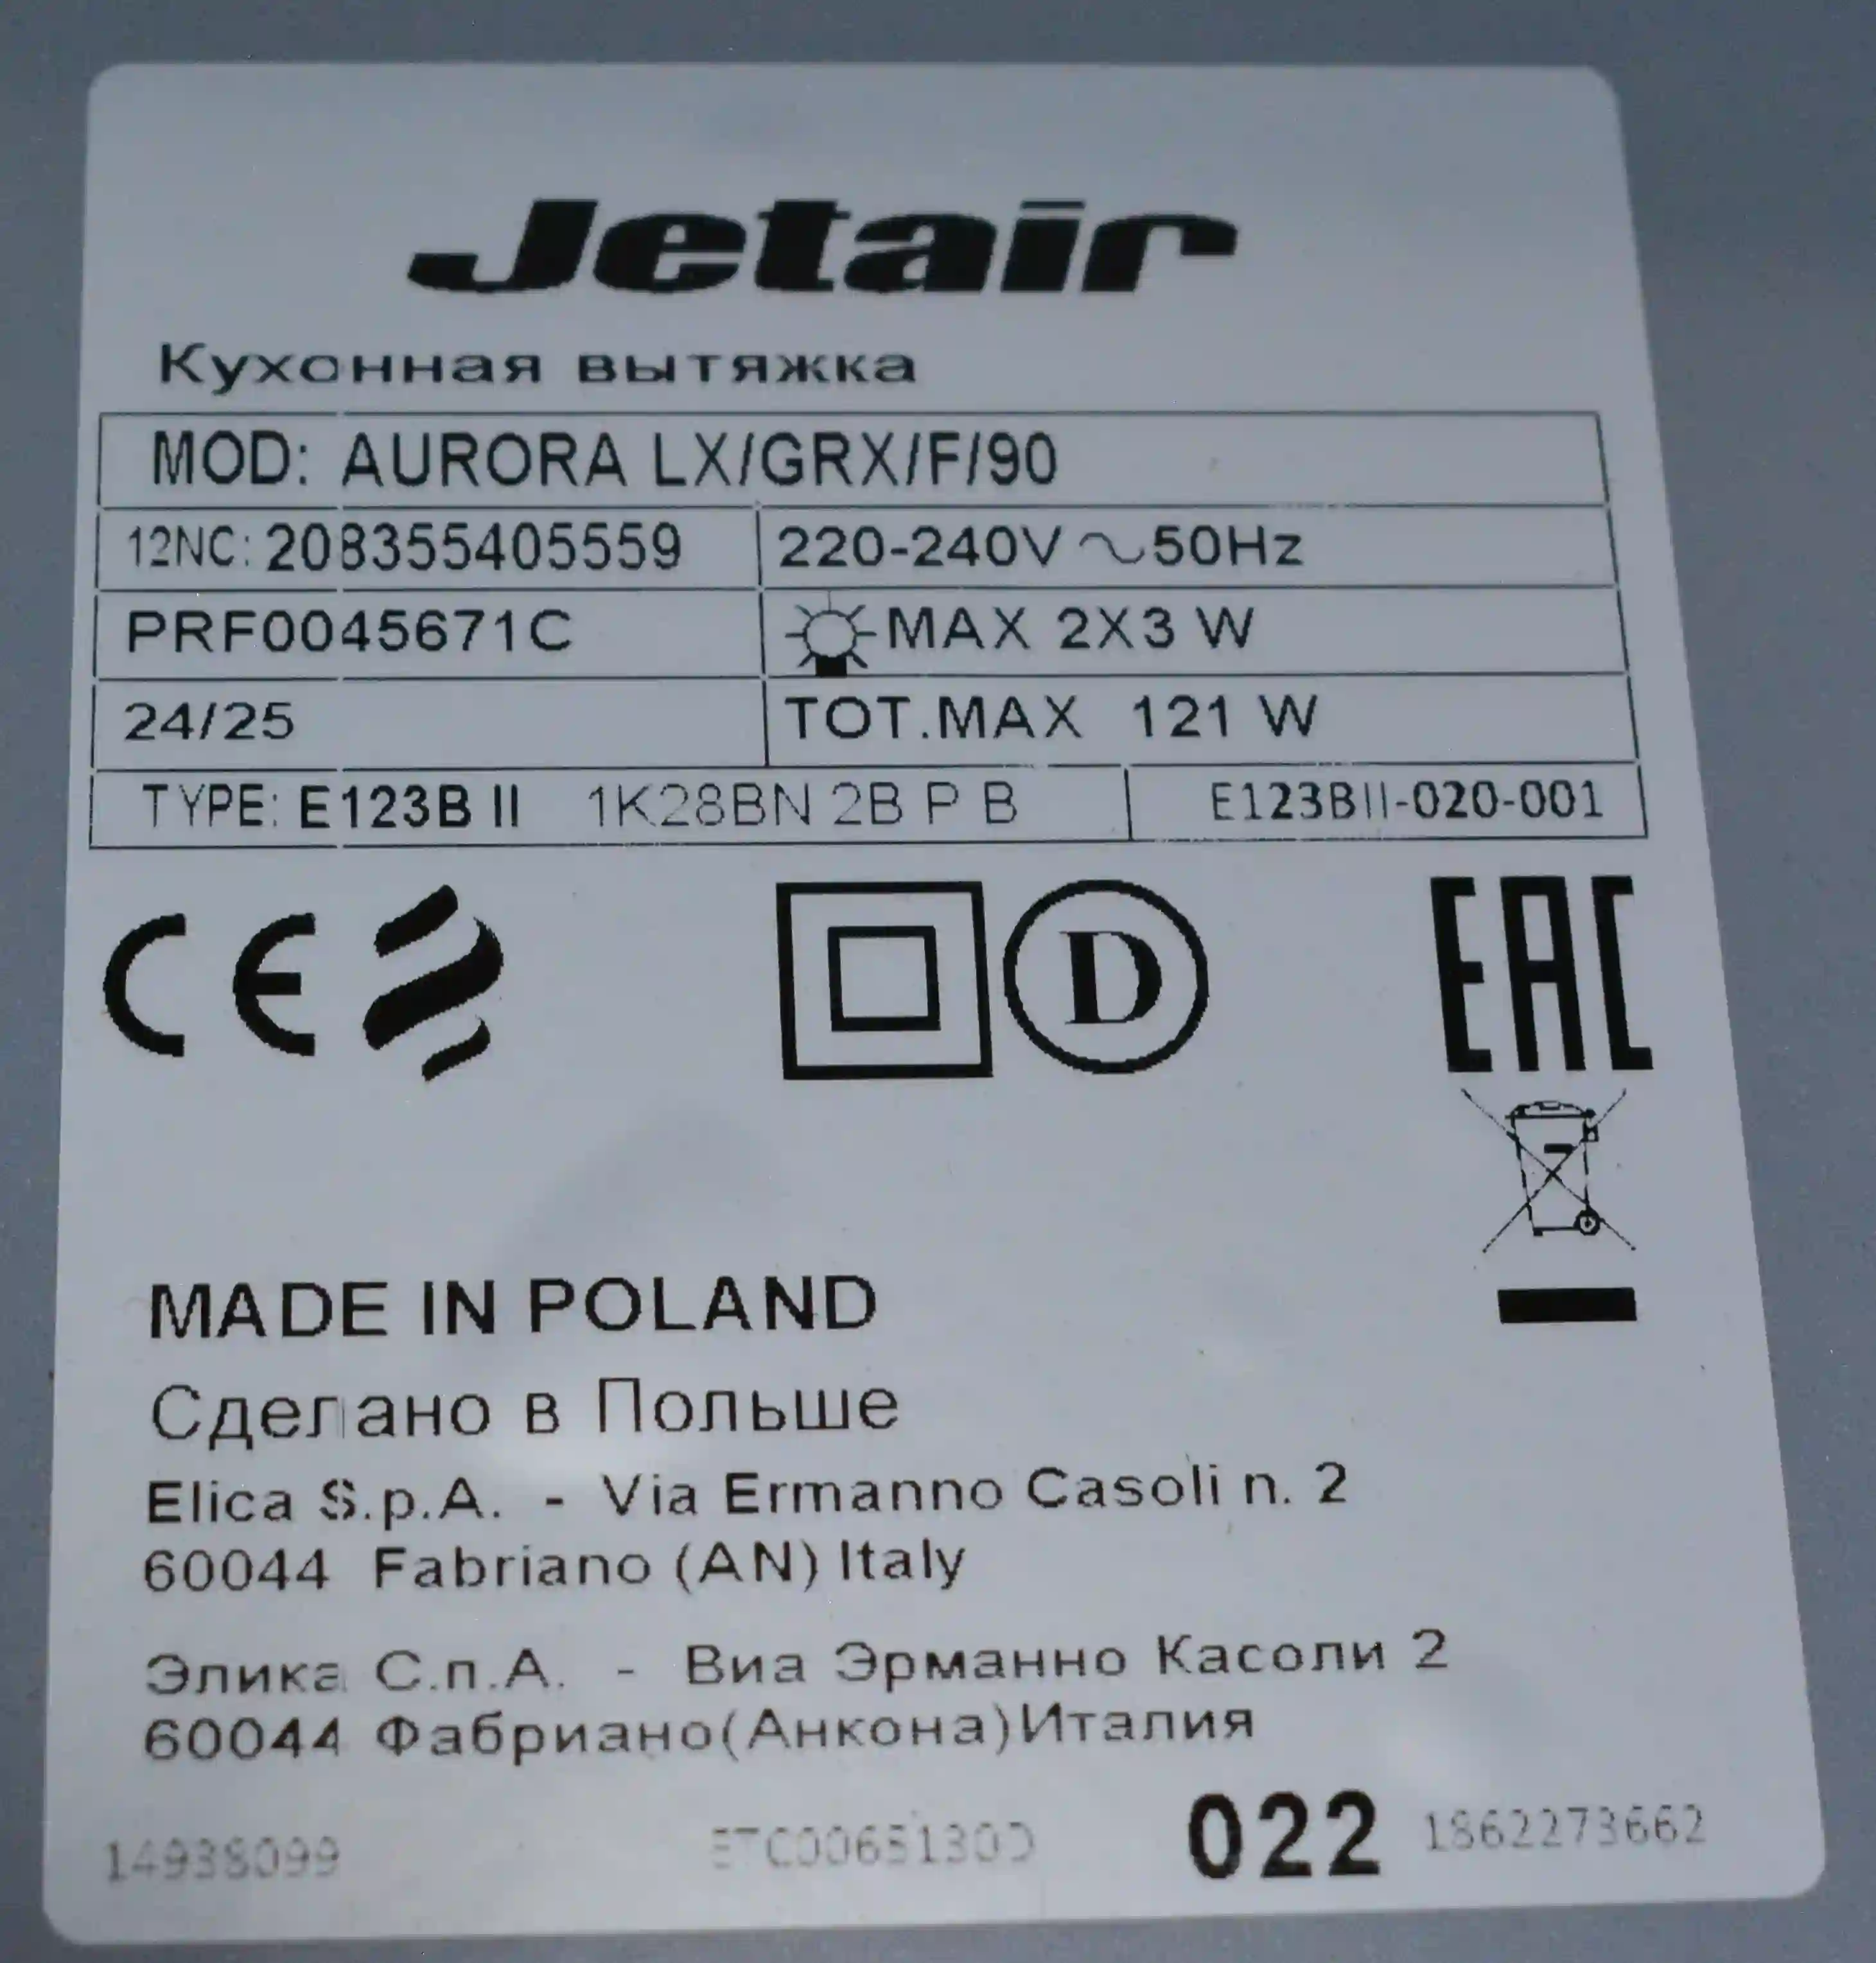 Jetair
Кухонная вытяжка
MOD: AURORA LX/GRX/F/90
12NC: 208355405559 220-240V ~ 50Hz
PRF0045671C MAX 2X3 W
24/25 TOT.MAX 121 W
TYPE: E123B II 1K28BN 2B P B E123BII-020-001
CE D EAC
MADE IN POLAND
Сделано в Польше
Elica S.p.A. - Via Ermanno Casoli n. 2
60044 Fabriano (AN) Italy
Элика С.п.А. - Виа Эрманно Касоли 2
60044 Фабриано(Анкона)Италия
022 1862273662